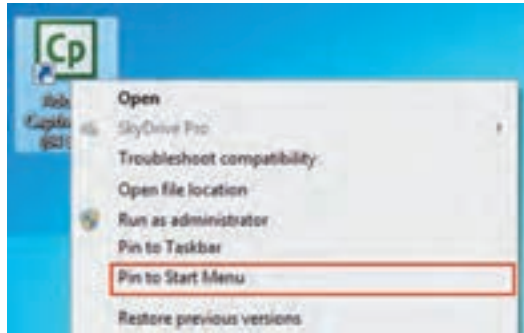 Cp
Open
SkyDrive Pro
Troubleshoot compatibility
Open file location
Run as administrator
Pin to Taskbar
Pin to Start Menu
Restore previous versions